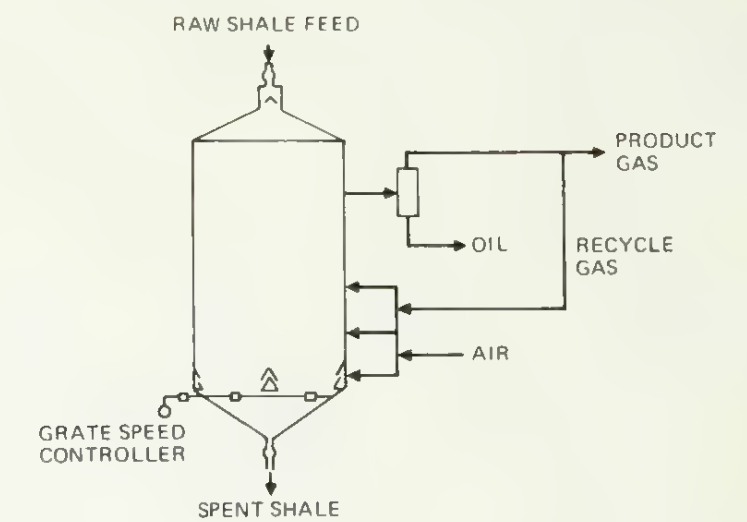 RAW SHALE FEED
PRODUCT
GAS
OIL
RECYCLE
GAS
AIR
GRATE SPEED
CONTROLLER
SPENT SHALE